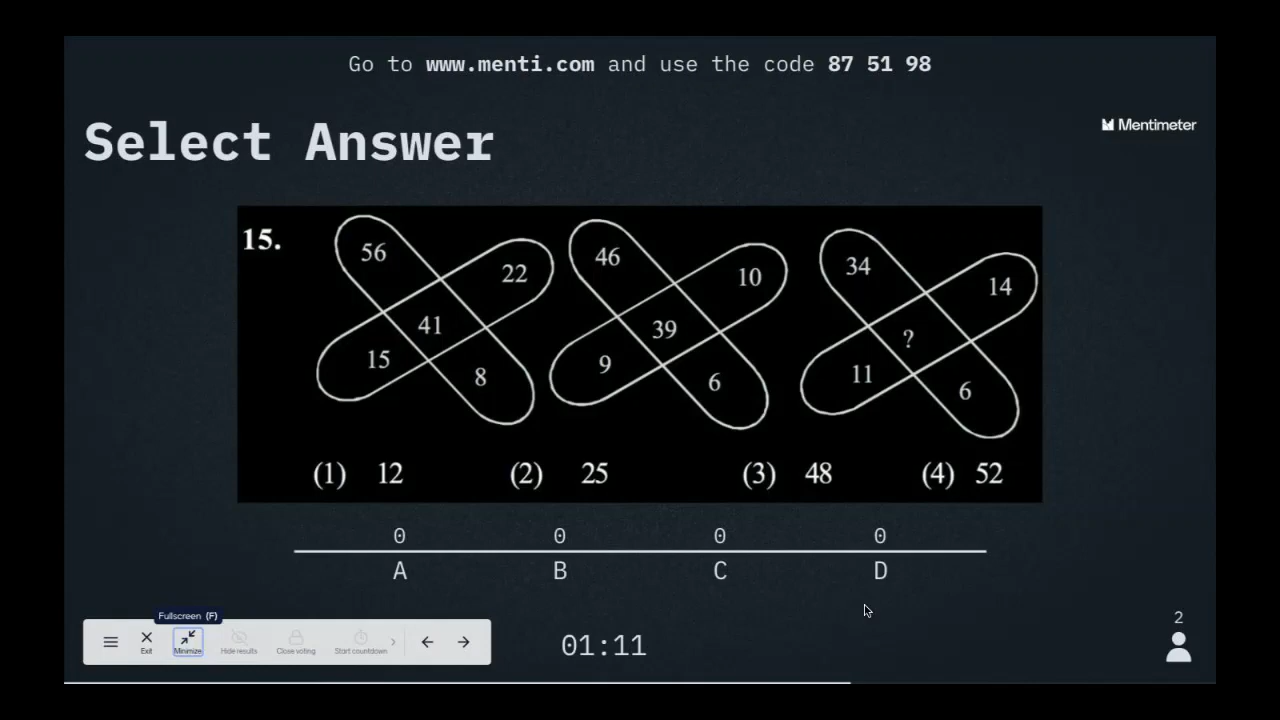 Go to www.menti.com and use the code 87 51 98
Select Answer
Mentimeter
15.
56
22
41
15
8
46
10
39
9
6
34
14
?
11
6
(1) 12 (2) 25 (3) 48 (4) 52
0 0 0 0
A B C D
Fullscreen (F)
Exit Minimize Hide results Close voting Start countdown
01:11
2